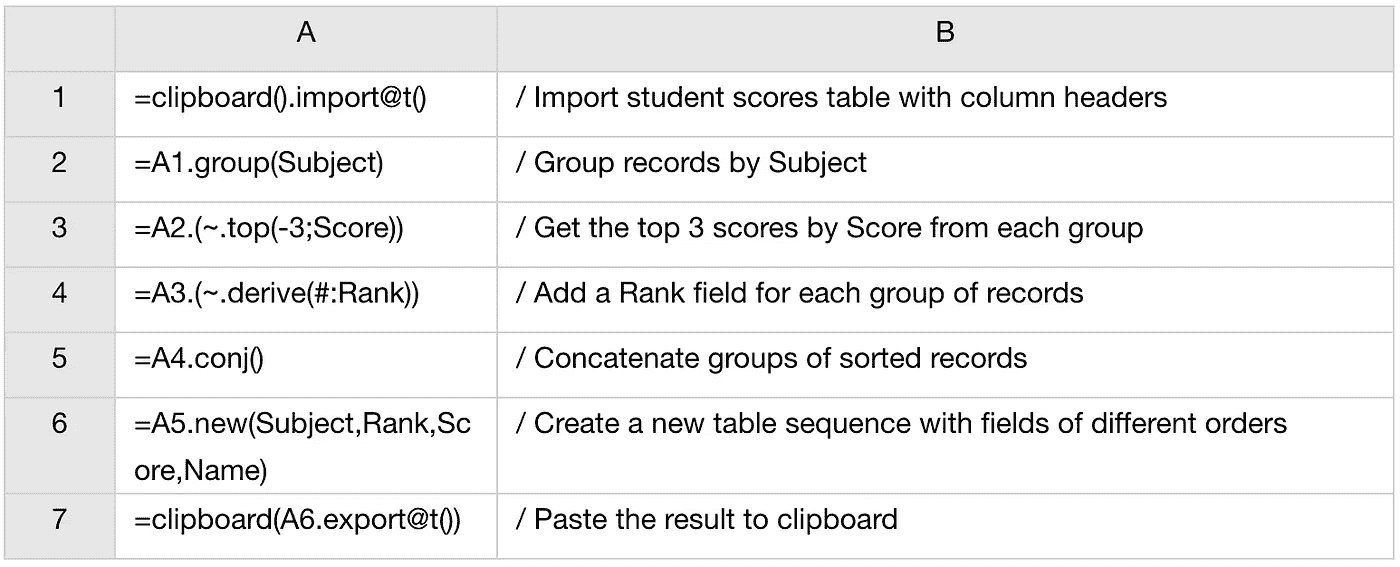 A B
1 =clipboard().import@t() / Import student scores table with column headers
2 =A1.group(Subject) / Group records by Subject
3 =A2.(~.top(-3;Score)) / Get the top 3 scores by Score from each group
4 =A3.(~.derive(#:Rank)) / Add a Rank field for each group of records
5 =A4.conj() / Concatenate groups of sorted records
6 =A5.new(Subject,Rank,Sc / Create a new table sequence with fields of different orders
ore,Name)
7 =clipboard(A6.export@t()) / Paste the result to clipboard